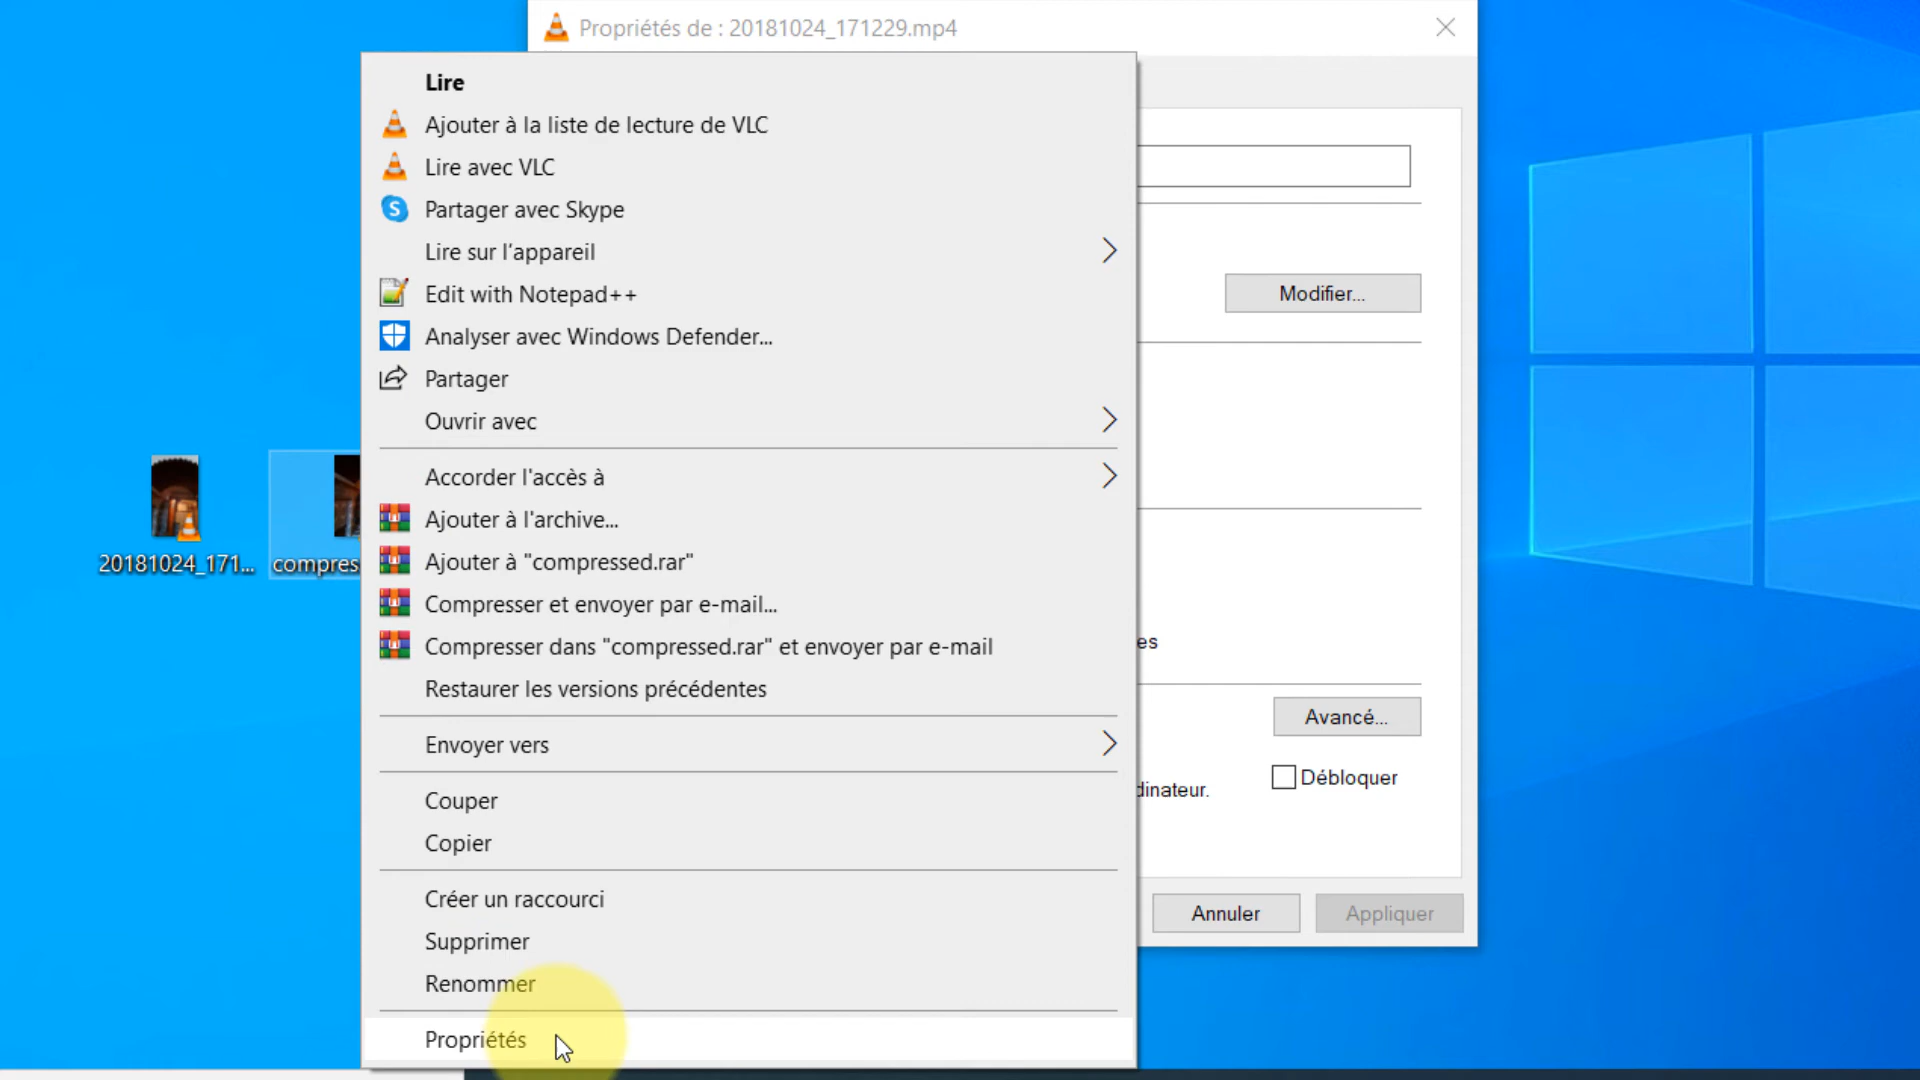 Propriétés de : 20181024_171229.mp4
Lire
Ajouter à la liste de lecture de VLC
Lire avec VLC
Partager avec Skype
Lire sur l'appareil
Edit with Notepad++
Analyser avec Windows Defender...
Partager
Ouvrir avec
Accorder l'accès à
Ajouter à l'archive...
Ajouter à "compressed.rar"
Compresser et envoyer par e-mail...
Compresser dans "compressed.rar" et envoyer par e-mail
Restaurer les versions précédentes
Envoyer vers
Couper
Copier
Créer un raccourci
Supprimer
Renommer
Propriétés
Modifier...
es
Avancé...
dinateur.
Débloquer
Annuler
Appliquer
20181024_171...
compres